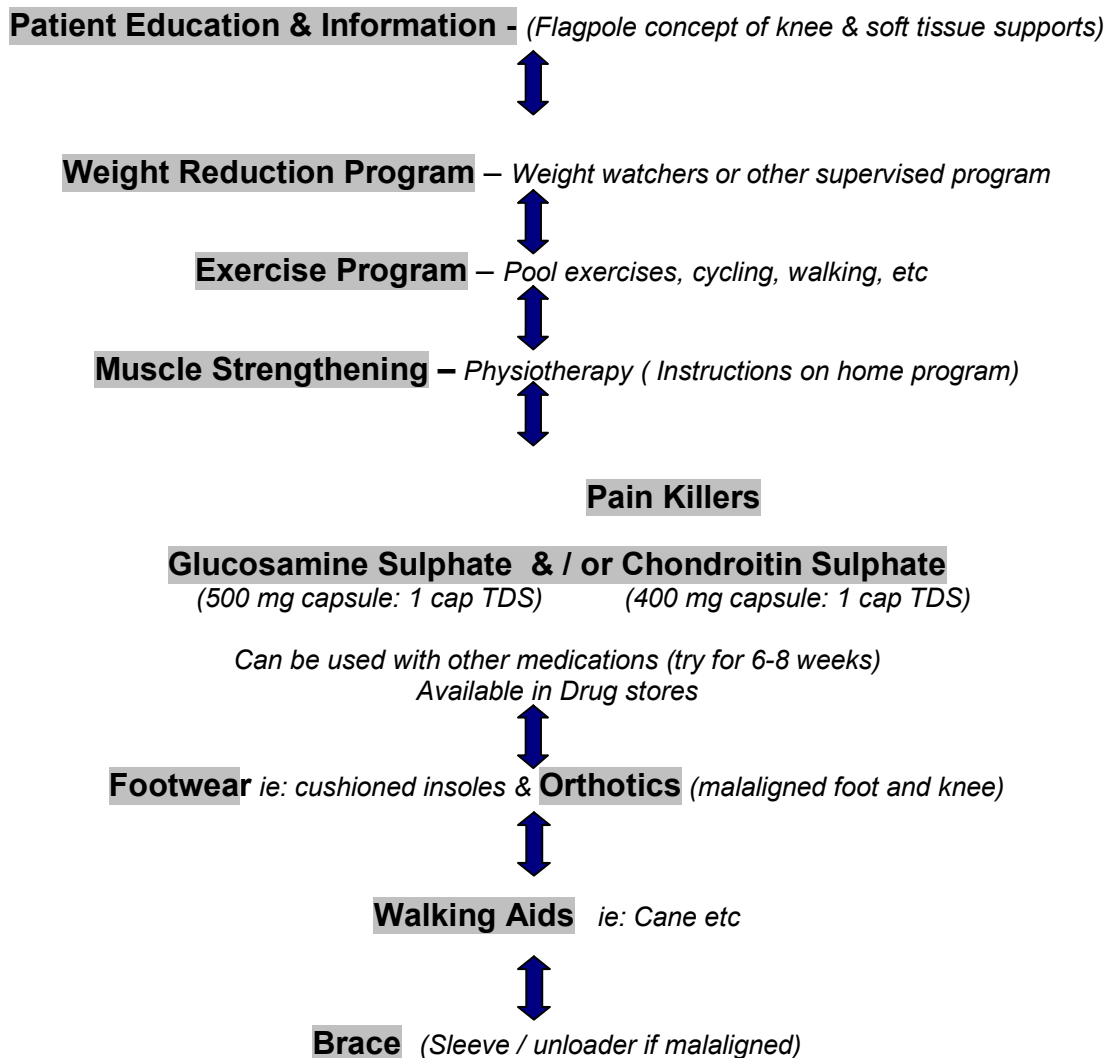 Patient Education & Information - (Flagpole concept of knee & soft tissue supports)
Weight Reduction Program – Weight watchers or other supervised program
Exercise Program – Pool exercises, cycling, walking, etc
Muscle Strengthening – Physiotherapy ( Instructions on home program)
Pain Killers
Glucosamine Sulphate & / or Chondroitin Sulphate
(500 mg capsule: 1 cap TDS) (400 mg capsule: 1 cap TDS)
Can be used with other medications (try for 6-8 weeks)
Available in Drug stores
Footwear ie: cushioned insoles & Orthotics (malaligned foot and knee)
Walking Aids ie: Cane etc
Brace (Sleeve / unloader if malaligned)